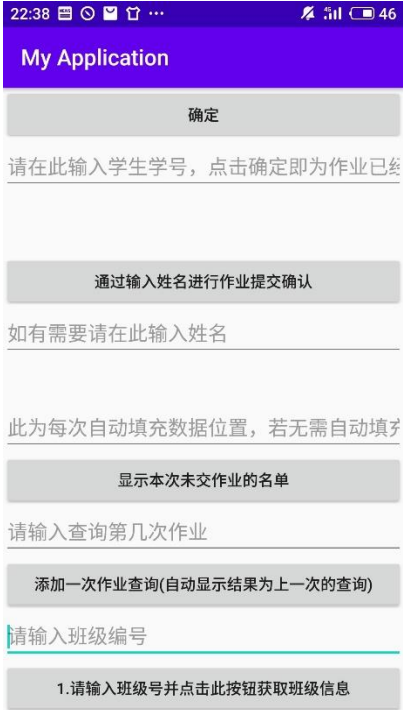 22:38
46
My Application
确定
请在此输入学生学号，点击确定即为作业已
通过输入姓名进行作业提交确认
如有需要请在此输入姓名
此为每次自动填充数据位置，若无需自动填
显示本次未交作业的名单
请输入查询第几次作业
添加一次作业查询(自动显示结果为上一次的查询)
请输入班级编号
1.请输入班级号并点击此按钮获取班级信息